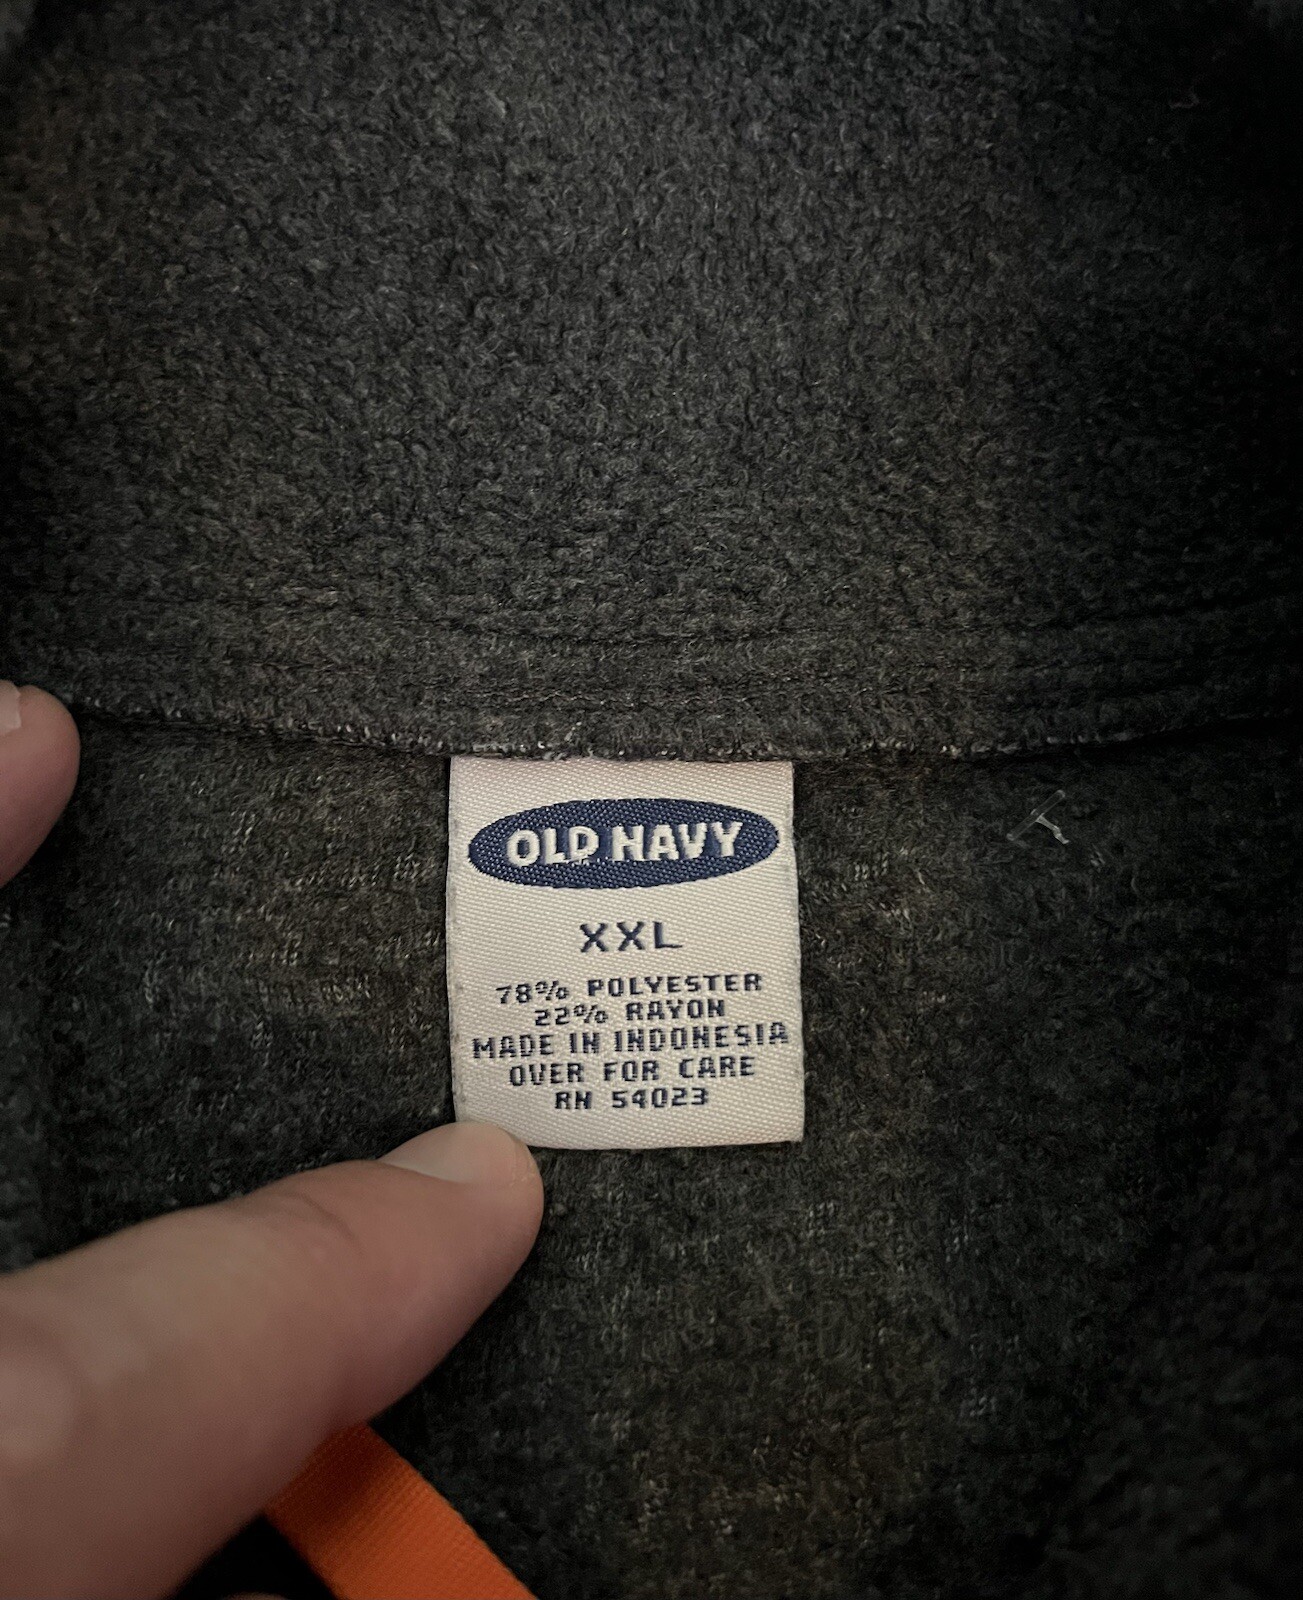 OLD NAVY
XXL
78% POLYESTER
22% RAYON
MADE IN INDONESIA
OVER FOR CARE
RN 54023